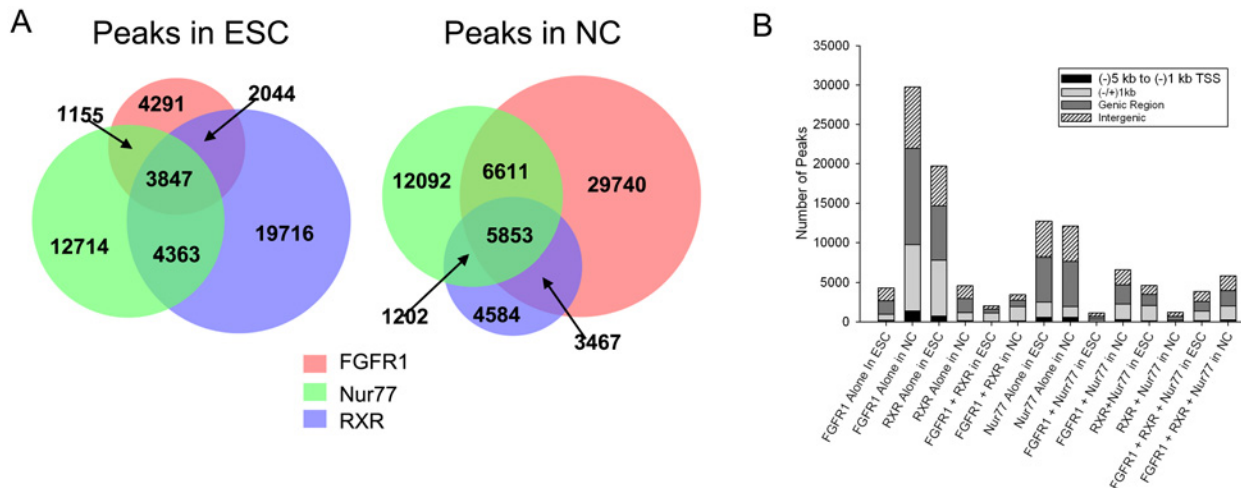 A
Peaks in ESC
Peaks in NC
4291
2044
1155
3847
12714
4363
19716
12092
6611
29740
5853
1202
4584
3467
FGFR1
Nur77
RXR
B
35000
30000
25000
20000
15000
10000
5000
0
Number of Peaks
(-)5 kb to (-)1 kb TSS
(-/+)1kb
Genic Region
Intergenic
FGFR1 Alone In ESC
FGFR1 Alone in NC
RXR Alone in ESC
RXR Alone in NC
FGFR1 + RXR in ESC
FGFR1 + RXR in NC
Nur77 Alone in ESC
Nur77 Alone in NC
FGFR1 + Nurr77 in ESC
FGFR1 + Nur77 in NC
RXR+Nur77 in ESC
RXR + Nur77 in NC
FGFR1 + RXR + Nur77 in ESC
FGFR1 + RXR + Nur77 in NC